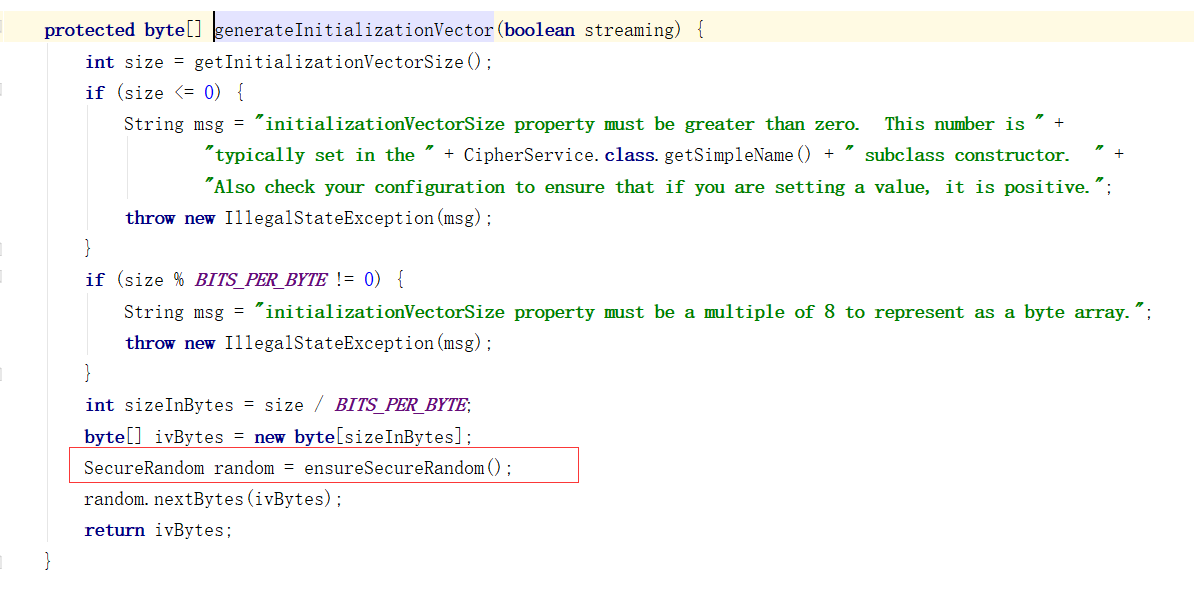 protected byte[] generateInitializationVector(boolean streaming) {
int size = getInitializationVectorSize();
if (size <= 0) {
String msg = "initializationVectorSize property must be greater than zero.  This number is " +
"typically set in the " + CipherService.class.getSimpleName() + " subclass constructor.  " +
"Also check your configuration to ensure that if you are setting a value, it is positive.";
throw new IllegalStateException(msg);
}
if (size % BITS_PER_BYTE != 0) {
String msg = "initializationVectorSize property must be a multiple of 8 to represent as a byte array.";
throw new IllegalStateException(msg);
}
int sizeInBytes = size / BITS_PER_BYTE;
byte[] ivBytes = new byte[sizeInBytes];
SecureRandom random = ensureSecureRandom();
random.nextBytes(ivBytes);
return ivBytes;
}